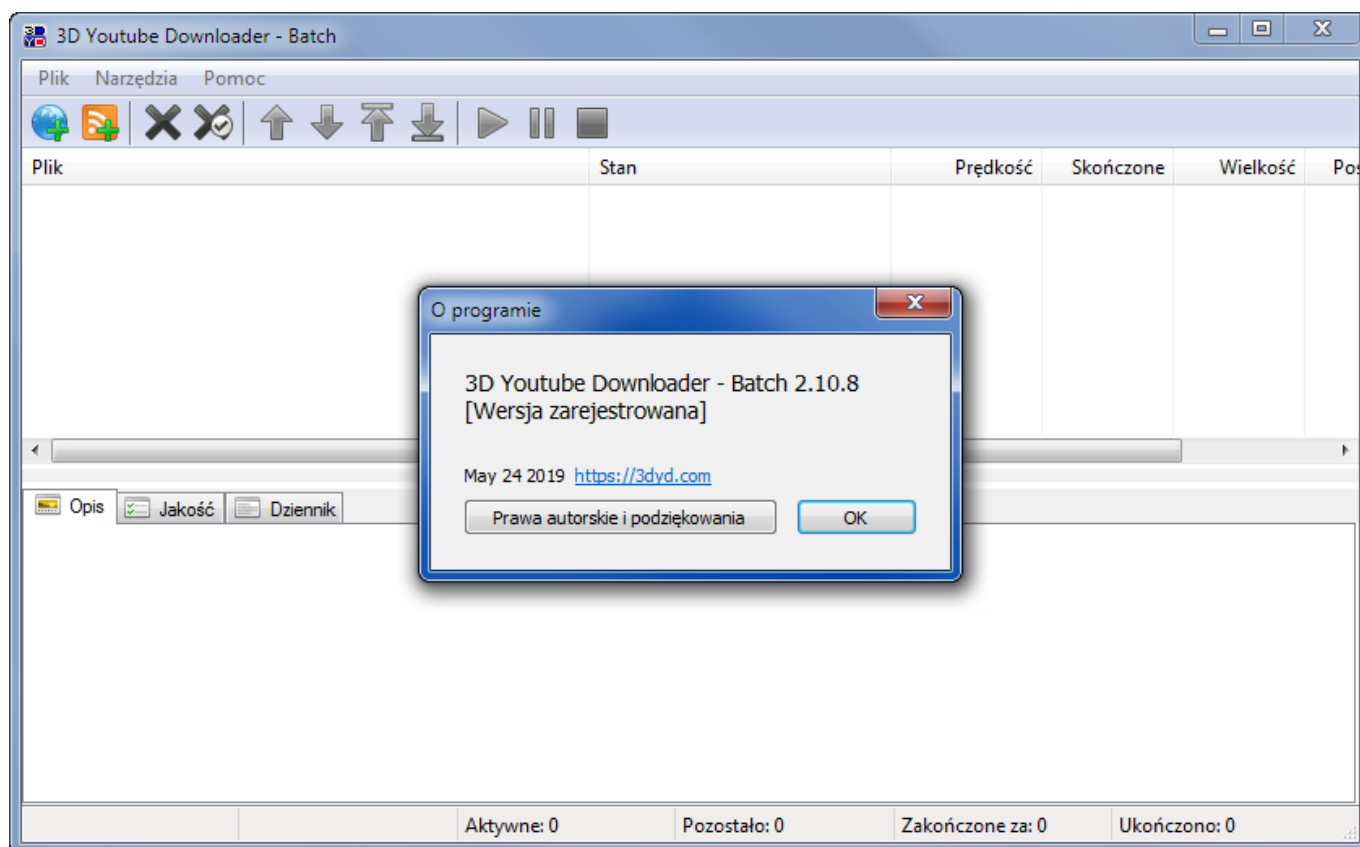 3D Youtube Downloader - Batch
Plik Narzędzia Pomoc
Plik Stan Prędkość Skończone Wielkość Pos
O programie
3D Youtube Downloader - Batch 2.10.8
[Wersja zarejestrowana]
May 24 2019 https://3dyd.com
Prawa autorskie i podziękowania OK
Opis Jakość Dziennik
Aktywne: 0 Pozostało: 0 Zakończone za: 0 Ukończono: 0